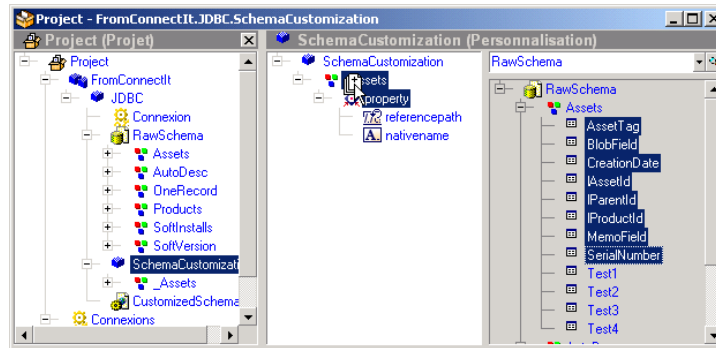 Project - FromConnectIt.JDBC.SchemaCustomization
Project (Projet)
Project
FromConnectIt
JDBC
Connexion
RawSchema
Assets
AutoDesc
OneRecord
Products
SoftInstalls
SoftVersion
SchemaCustomizati
_Assets
CustomizedSchema
Connexions
SchemaCustomization (Personnalisation)
SchemaCustomization
sets
property
referencepath
nativename
RawSchema
RawSchema
Assets
AssetTag
BlobField
CreationDate
lAssetId
lParentId
lProductId
MemoField
SerialNumber
Test1
Test2
Test3
Test4